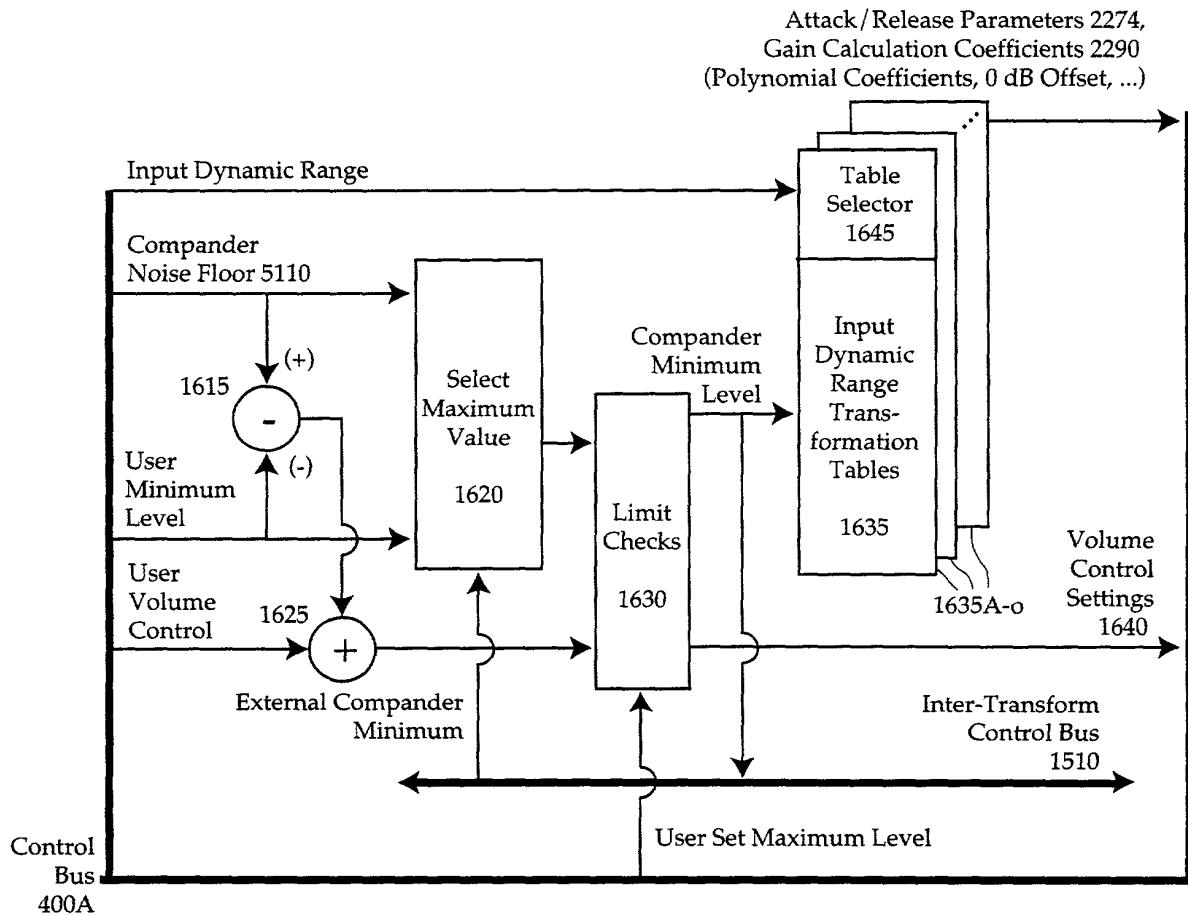 Attack/Release Parameters 2274,
Gain Calculation Coefficients 2290
(Polynomial Coefficients, 0 dB Offset, ...)
Input Dynamic Range
Table
Selector
1645
Compander
Noise Floor 5110
(+)
1615
-
(-)
Select
Maximum
Value
1620
Compander
Minimum
Level
Input
Dynamic
Range
Trans-
formation
Tables
1635
User
Minimum
Level
Limit
Checks
1630
User
Volume
Control
1625
+
External Compander
Minimum
1635A-o
Volume
Control
Settings
1640
Inter-Transform
Control Bus
1510
User Set Maximum Level
Control
Bus
400A